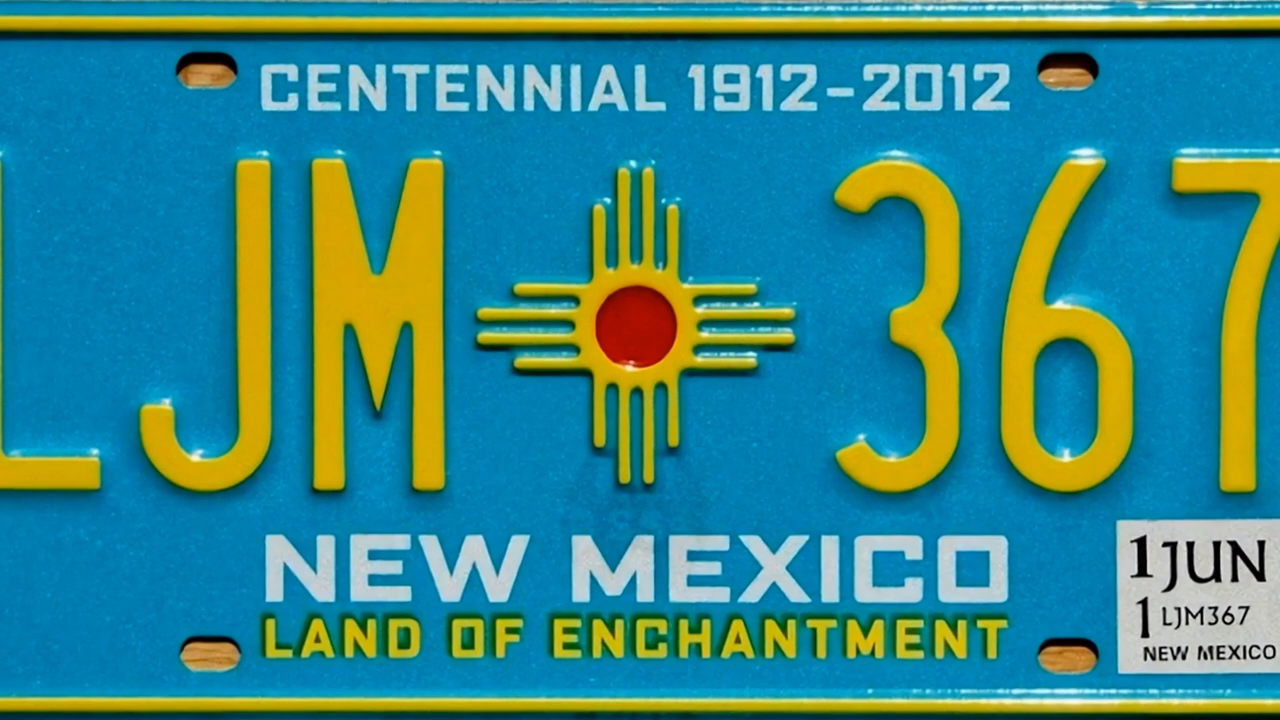 CENTENNIAL 1912-2012
LJM 367
NEW MEXICO
LAND OF ENCHANTMENT
1 JUN
1 LJM367
NEW MEXICO